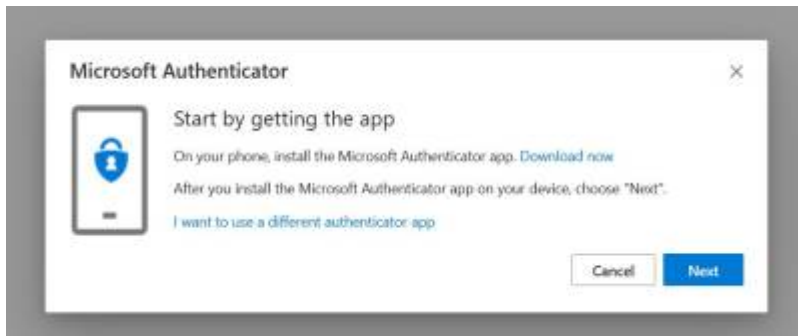 Microsoft Authenticator
Start by getting the app
On your phone, install the Microsoft Authenticator app. Download now
After you install the Microsoft Authenticator app on your device, choose "Next".
I want to use a different authenticator app
Cancel
Next